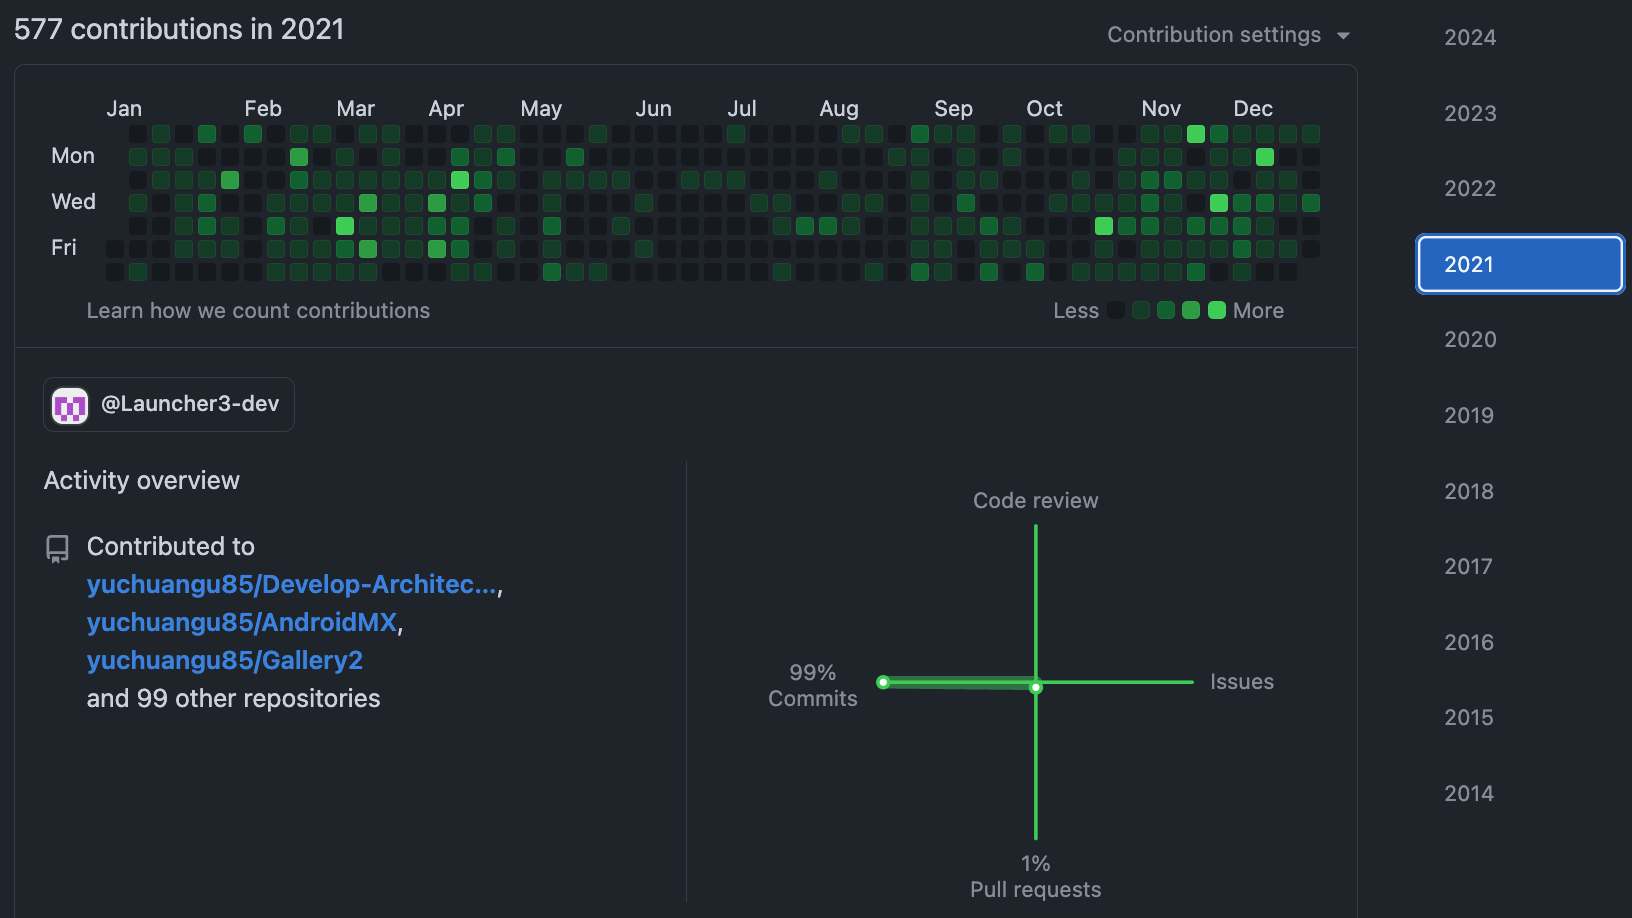 577 contributions in 2021
Contribution settings
Jan Feb Mar Apr May Jun Jul Aug Sep Oct Nov Dec
Mon
Wed
Fri
Learn how we count contributions
Less More
@Launcher3-dev
Activity overview
Contributed to
yuchuangu85/Develop-Architec...,
yuchuangu85/AndroidMX,
yuchuangu85/Gallery2
and 99 other repositories
Code review
99%
Commits
Issues
1%
Pull requests
2024
2023
2022
2021
2020
2019
2018
2017
2016
2015
2014